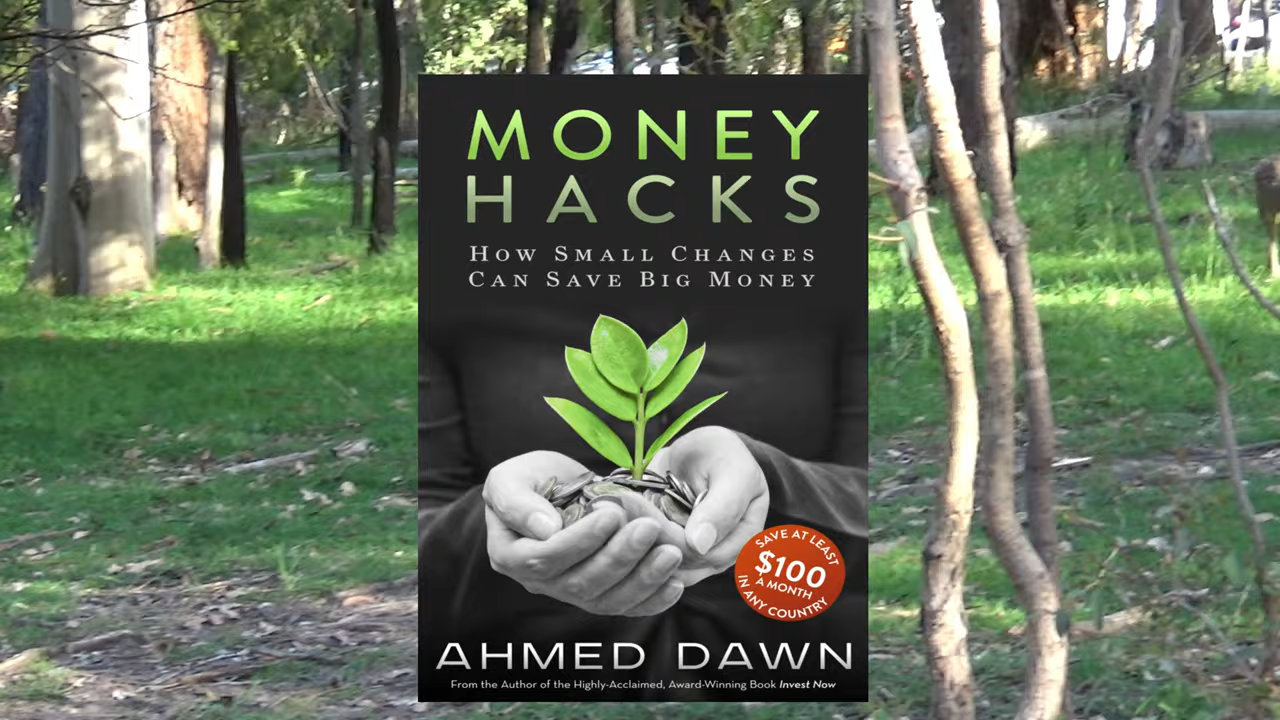 MONEY
HACKS
HOW SMALL CHANGES
CAN SAVE BIG MONEY
SAVE AT LEAST
$100
A MONTH
IN ANY COUNTRY
AHMED DAWN
From the Author of the Highly-Acclaimed, Award-Winning Book Invest Now